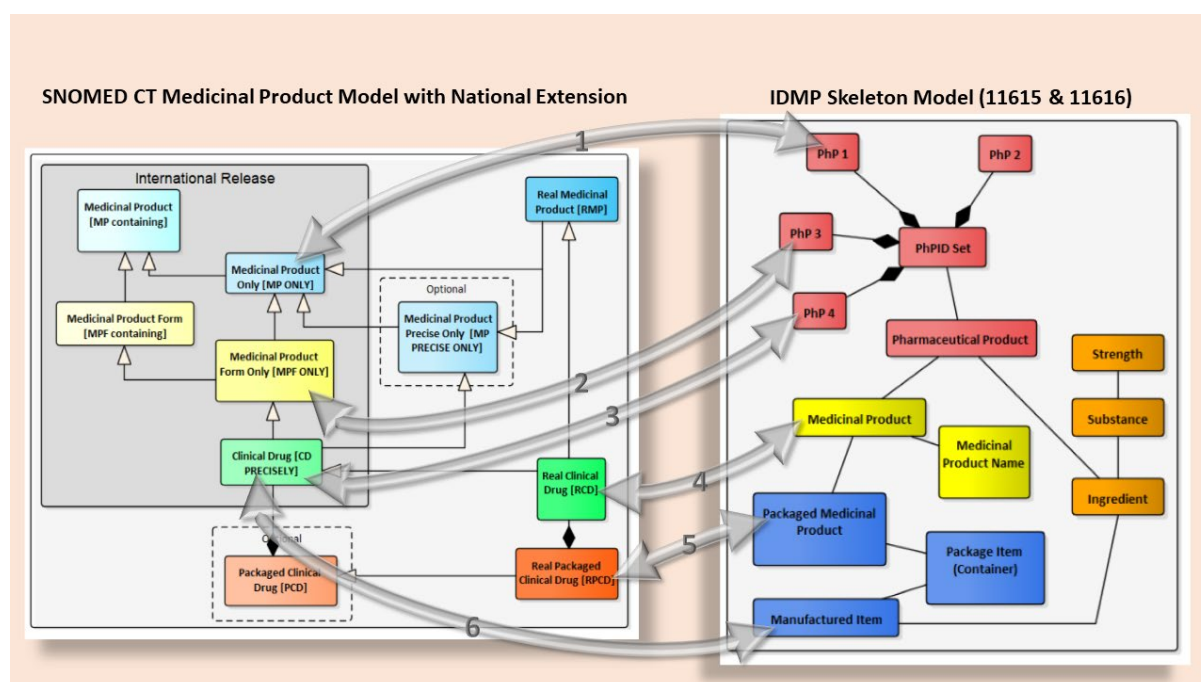 SNOMED CT Medicinal Product Model with National Extension
International Release
Medicinal Product
[MP containing]
Real Medicinal
Product [RMP]
Medicinal Product
Only [MP ONLY]
Optional
Medicinal Product Form
[MPF containing]
Medicinal Product
Precise Only [MP
PRECISE ONLY]
Medicinal Product
Form Only [MPF ONLY]
Clinical Drug [CD
PRECISELY]
Real Clinical
Drug [RCD]
Optional
Packaged Clinical
Drug [PCD]
Real Packaged
Clinical Drug [RPCD]
1
2
3
4
5
6
IDMP Skeleton Model (11615 & 11616)
PhP 1
PhP 2
PhP 3
PhPID Set
PhP 4
Pharmaceutical Product
Strength
Medicinal Product
Substance
Medicinal
Product Name
Packaged Medicinal
Product
Ingredient
Package Item
(Container)
Manufactured Item